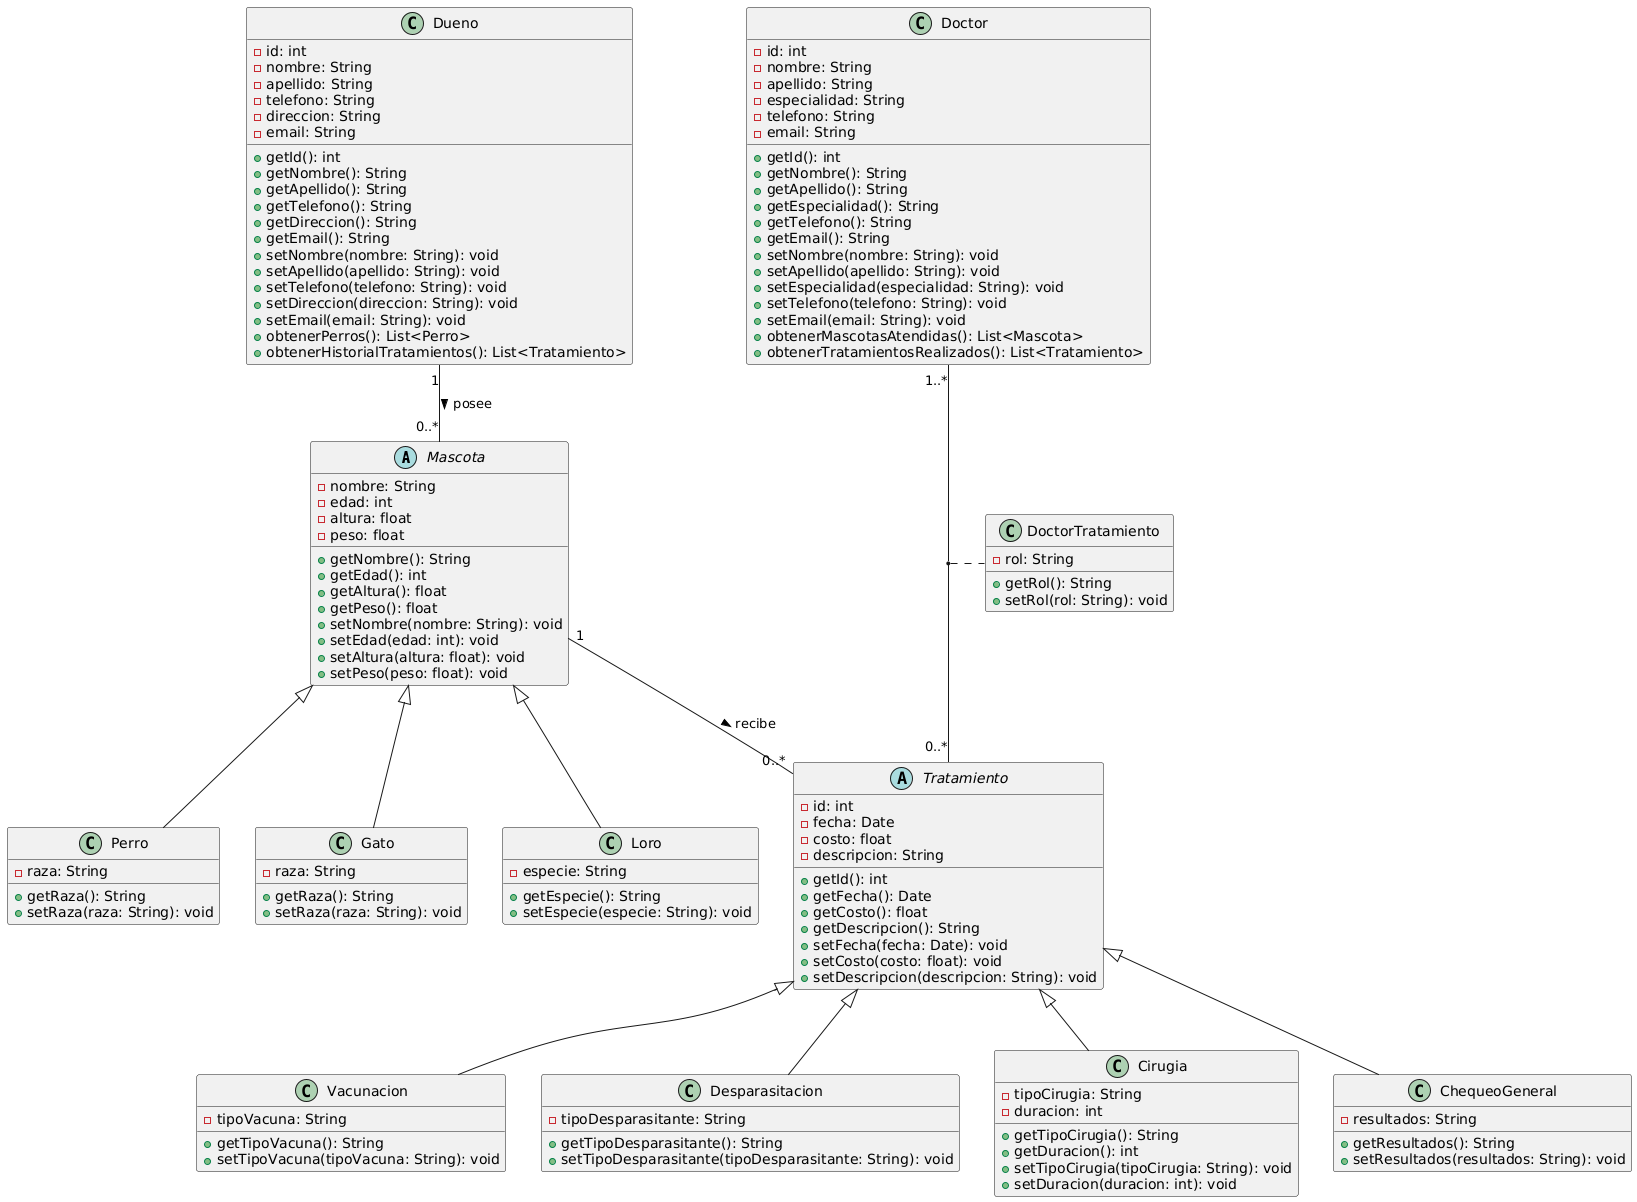 C Dueno
id: int
nombre: String
apellido: String
telefono: String
direccion: String
email: String
getId(): int
getNombre(): String
getApellido(): String
getTelefono(): String
getDireccion(): String
getEmail(): String
setNombre(nombre: String): void
setApellido(apellido: String): void
setTelefono(telefono: String): void
setDireccion(direccion: String): void
setEmail(email: String): void
obtenerPerros(): List<Perro>
obtenerHistorialTratamientos(): List<Tratamiento>
C Doctor
id: int
nombre: String
apellido: String
especialidad: String
telefono: String
email: String
getId(): int
getNombre(): String
getApellido(): String
getEspecialidad(): String
getTelefono(): String
getEmail(): String
setNombre(nombre: String): void
setApellido(apellido: String): void
setEspecialidad(especialidad: String): void
setTelefono(telefono: String): void
setEmail(email: String): void
obtenerMascotasAtendidas(): List<Mascota>
obtenerTratamientosRealizados(): List<Tratamiento>
1
posee
0..*
1..*
A Mascota
nombre: String
edad: int
altura: float
peso: float
getNombre(): String
getEdad(): int
getAltura(): float
getPeso(): float
setNombre(nombre: String): void
setEdad(edad: int): void
setAltura(altura: float): void
setPeso(peso: float): void
C DoctorTratamiento
rol: String
getRol(): String
setRol(rol: String): void
1
recibe
0..*
0..*
C Perro
raza: String
getRaza(): String
setRaza(raza: String): void
C Gato
raza: String
getRaza(): String
setRaza(raza: String): void
C Loro
especie: String
getEspecie(): String
setEspecie(especie: String): void
A Tratamiento
id: int
fecha: Date
costo: float
descripcion: String
getId(): int
getFecha(): Date
getCosto(): float
getDescripcion(): String
setFecha(fecha: Date): void
setCosto(costo: float): void
setDescripcion(descripcion: String): void
C Vacunacion
tipoVacuna: String
getTipoVacuna(): String
setTipoVacuna(tipoVacuna: String): void
C Desparasitacion
tipoDesparasitante: String
getTipoDesparasitante(): String
setTipoDesparasitante(tipoDesparasitante: String): void
C Cirugia
tipoCirugia: String
duracion: int
getTipoCirugia(): String
getDuracion(): int
setTipoCirugia(tipoCirugia: String): void
setDuracion(duracion: int): void
C ChequeoGeneral
resultados: String
getResultados(): String
setResultados(resultados: String): void